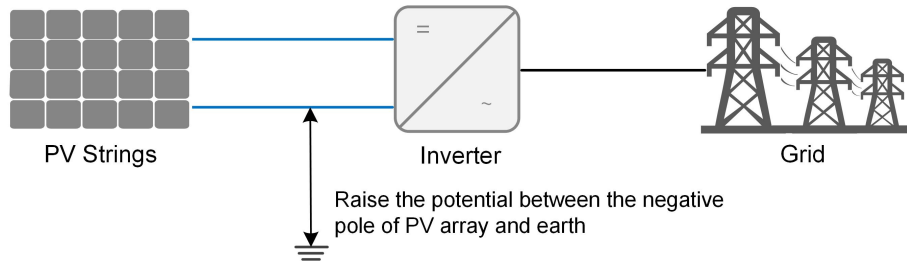 PV Strings
Inverter
Grid
Raise the potential between the negative
pole of PV array and earth